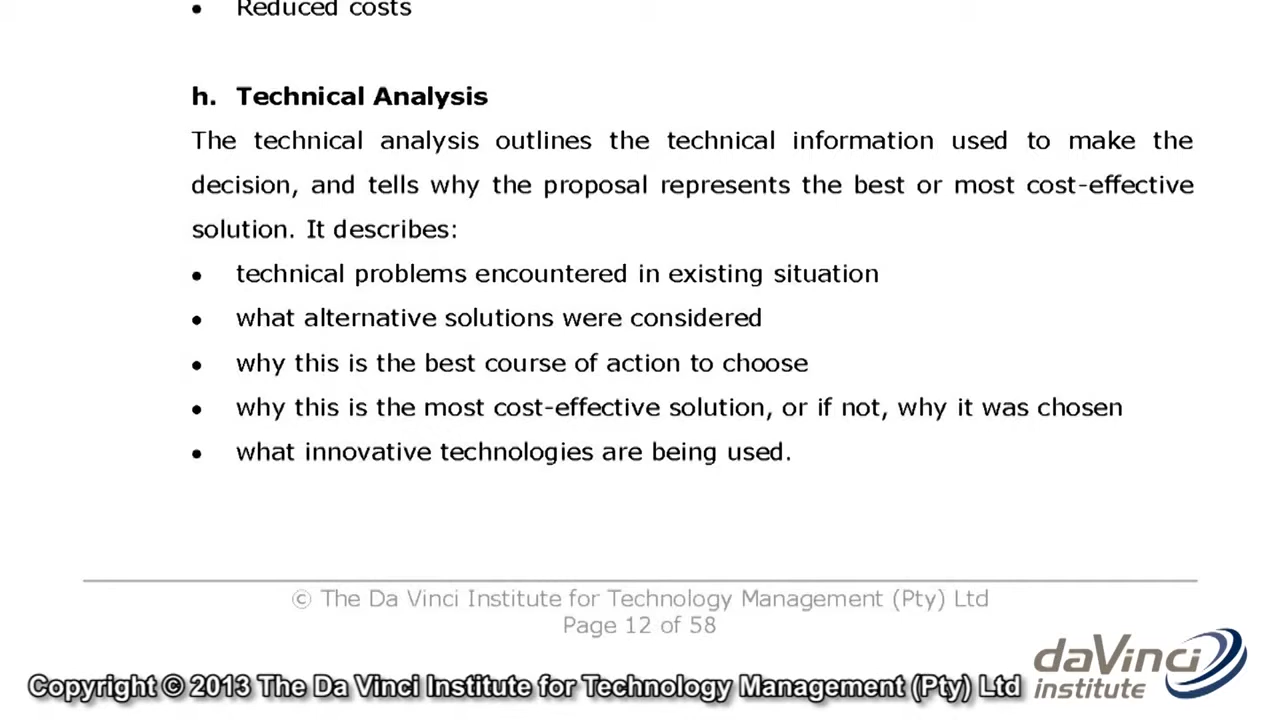 • Reduced costs
h. Technical Analysis
The technical analysis outlines the technical information used to make the
decision, and tells why the proposal represents the best or most cost-effective
solution. It describes:
• technical problems encountered in existing situation
• what alternative solutions were considered
• why this is the best course of action to choose
• why this is the most cost-effective solution, or if not, why it was chosen
• what innovative technologies are being used.
© The Da Vinci Institute for Technology Management (Pty) Ltd
Page 12 of 58
Copyright © 2013 The Da Vinci Institute for Technology Management (Pty) Ltd
daVinci
institute